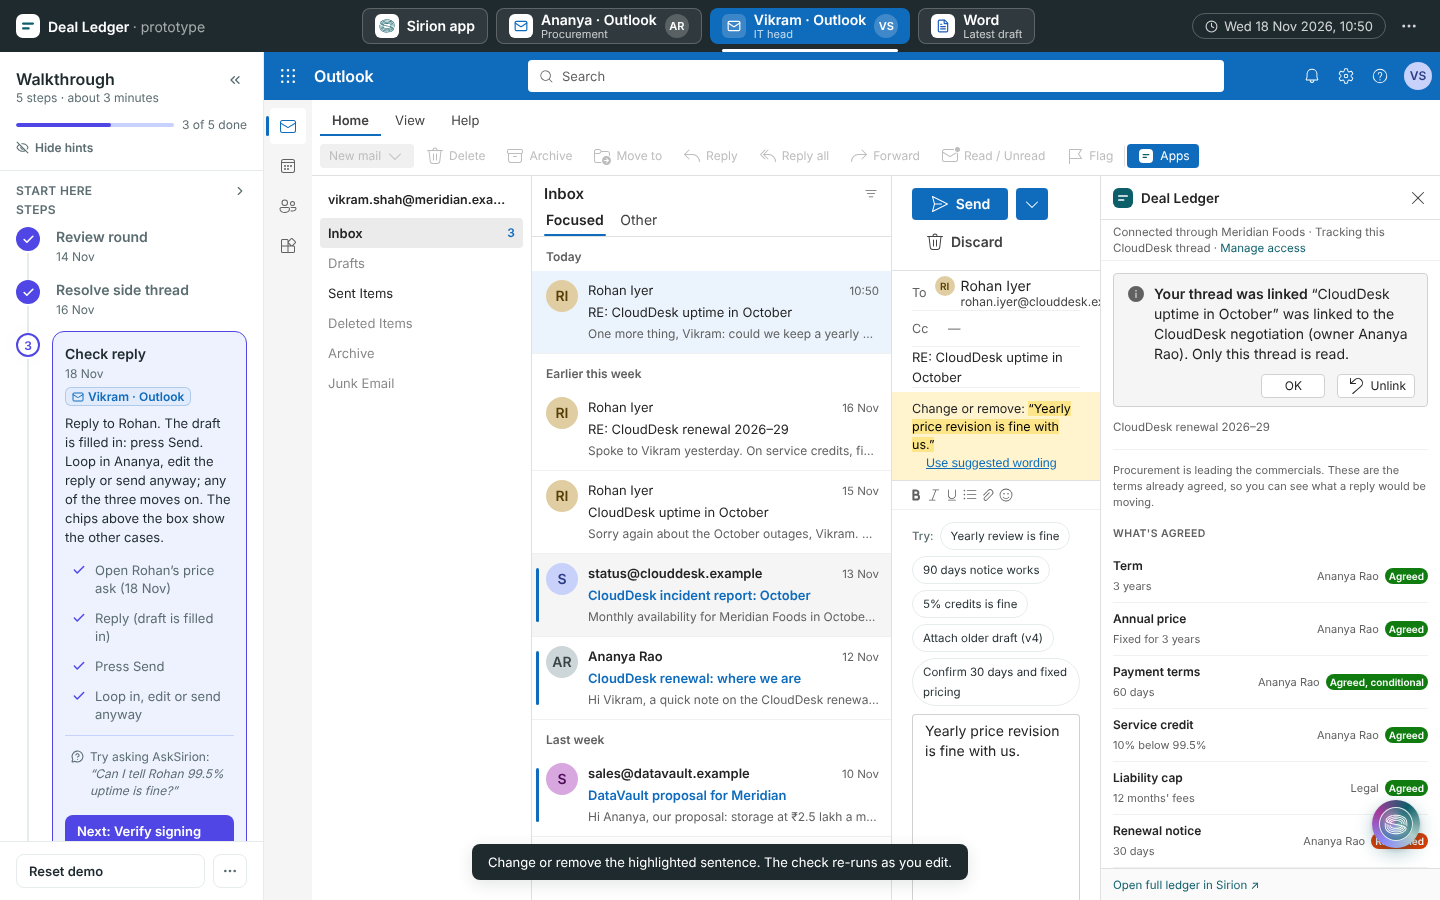 Deal Ledger · prototype
Sirion app
Ananya · Outlook
Procurement
AR
Vikram · Outlook
IT head
VS
Word
Latest draft
Wed 18 Nov 2026, 10:50
Walkthrough
5 steps · about 3 minutes
3 of 5 done
Hide hints
START HERE
STEPS
Review round
14 Nov
Resolve side thread
16 Nov
3
Check reply
18 Nov
Vikram · Outlook
Reply to Rohan. The draft
is filled in: press Send.
Loop in Ananya, edit the
reply or send anyway; any
of the three moves on. The
chips above the box show
the other cases.
Open Rohan's price
ask (18 Nov)
Reply (draft is filled
in)
Press Send
Loop in, edit or send
anyway
Try asking AskSirion:
“Can I tell Rohan 99.5%
uptime is fine?”
Next: Verify signing
Reset demo
Outlook
Search
VS
Home
View
Help
New mail
Delete
Archive
Move to
Reply
Reply all
Forward
Read / Unread
Flag
Apps
vikram.shah@meridian.exa...
Inbox 3
Drafts
Sent Items
Deleted Items
Archive
Junk Email
Inbox
Focused
Other
Today
RI
Rohan Iyer 10:50
RE: CloudDesk uptime in October
One more thing, Vikram: could we keep a yearly ...
Earlier this week
RI
Rohan Iyer 16 Nov
RE: CloudDesk renewal 2026–29
Spoke to Vikram yesterday. On service credits, fi...
RI
Rohan Iyer 15 Nov
CloudDesk uptime in October
Sorry again about the October outages, Vikram. ...
S
status@clouddesk.example 13 Nov
CloudDesk incident report: October
Monthly availability for Meridian Foods in Octobe...
AR
Ananya Rao 12 Nov
CloudDesk renewal: where we are
Hi Vikram, a quick note on the CloudDesk renewa...
Last week
S
sales@datavault.example 10 Nov
DataVault proposal for Meridian
Hi Ananya, our proposal: storage at ₹2.5 lakh a m...
Send
Discard
To
RI
Rohan Iyer
rohan.iyer@clouddesk.ex
Cc —
RE: CloudDesk uptime in
October
Change or remove: “Yearly
price revision is fine with
us.”
Use suggested wording
B I U
Try:
Yearly review is fine
90 days notice works
5% credits is fine
Attach older draft (v4)
Confirm 30 days and fixed
pricing
Yearly price revision
is fine with us.
Deal Ledger
Connected through Meridian Foods · Tracking this
CloudDesk thread · Manage access
Your thread was linked “CloudDesk
uptime in October” was linked to the
CloudDesk negotiation (owner Ananya
Rao). Only this thread is read.
OK
Unlink
CloudDesk renewal 2026–29
Procurement is leading the commercials. These are the
terms already agreed, so you can see what a reply would be
moving.
WHAT'S AGREED
Term
3 years
Ananya Rao Agreed
Annual price
Fixed for 3 years
Ananya Rao Agreed
Payment terms
60 days
Ananya Rao Agreed, conditional
Service credit
10% below 99.5%
Ananya Rao Agreed
Liability cap
12 months' fees
Legal Agreed
Renewal notice
30 days
Ananya Rao
Open full ledger in Sirion ↗
Change or remove the highlighted sentence. The check re-runs as you edit.